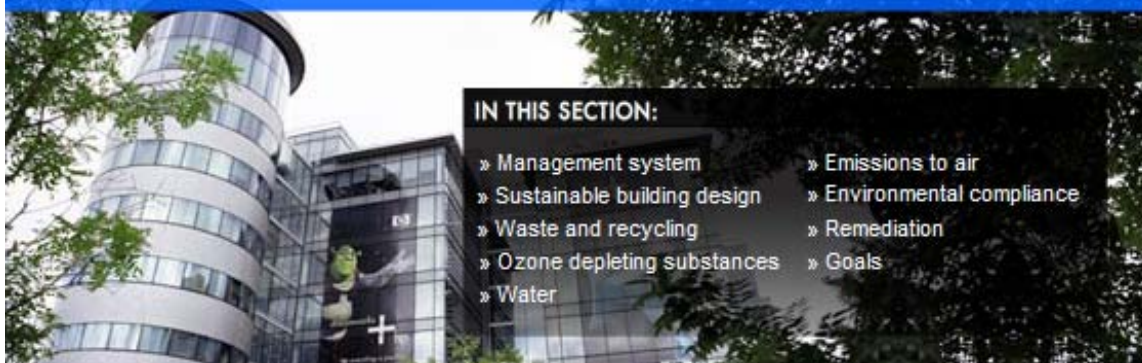 IN THIS SECTION:
» Management system
» Sustainable building design
» Waste and recycling
» Ozone depleting substances
» Water
» Emissions to air
» Environmental compliance
» Remediation
» Goals
hp